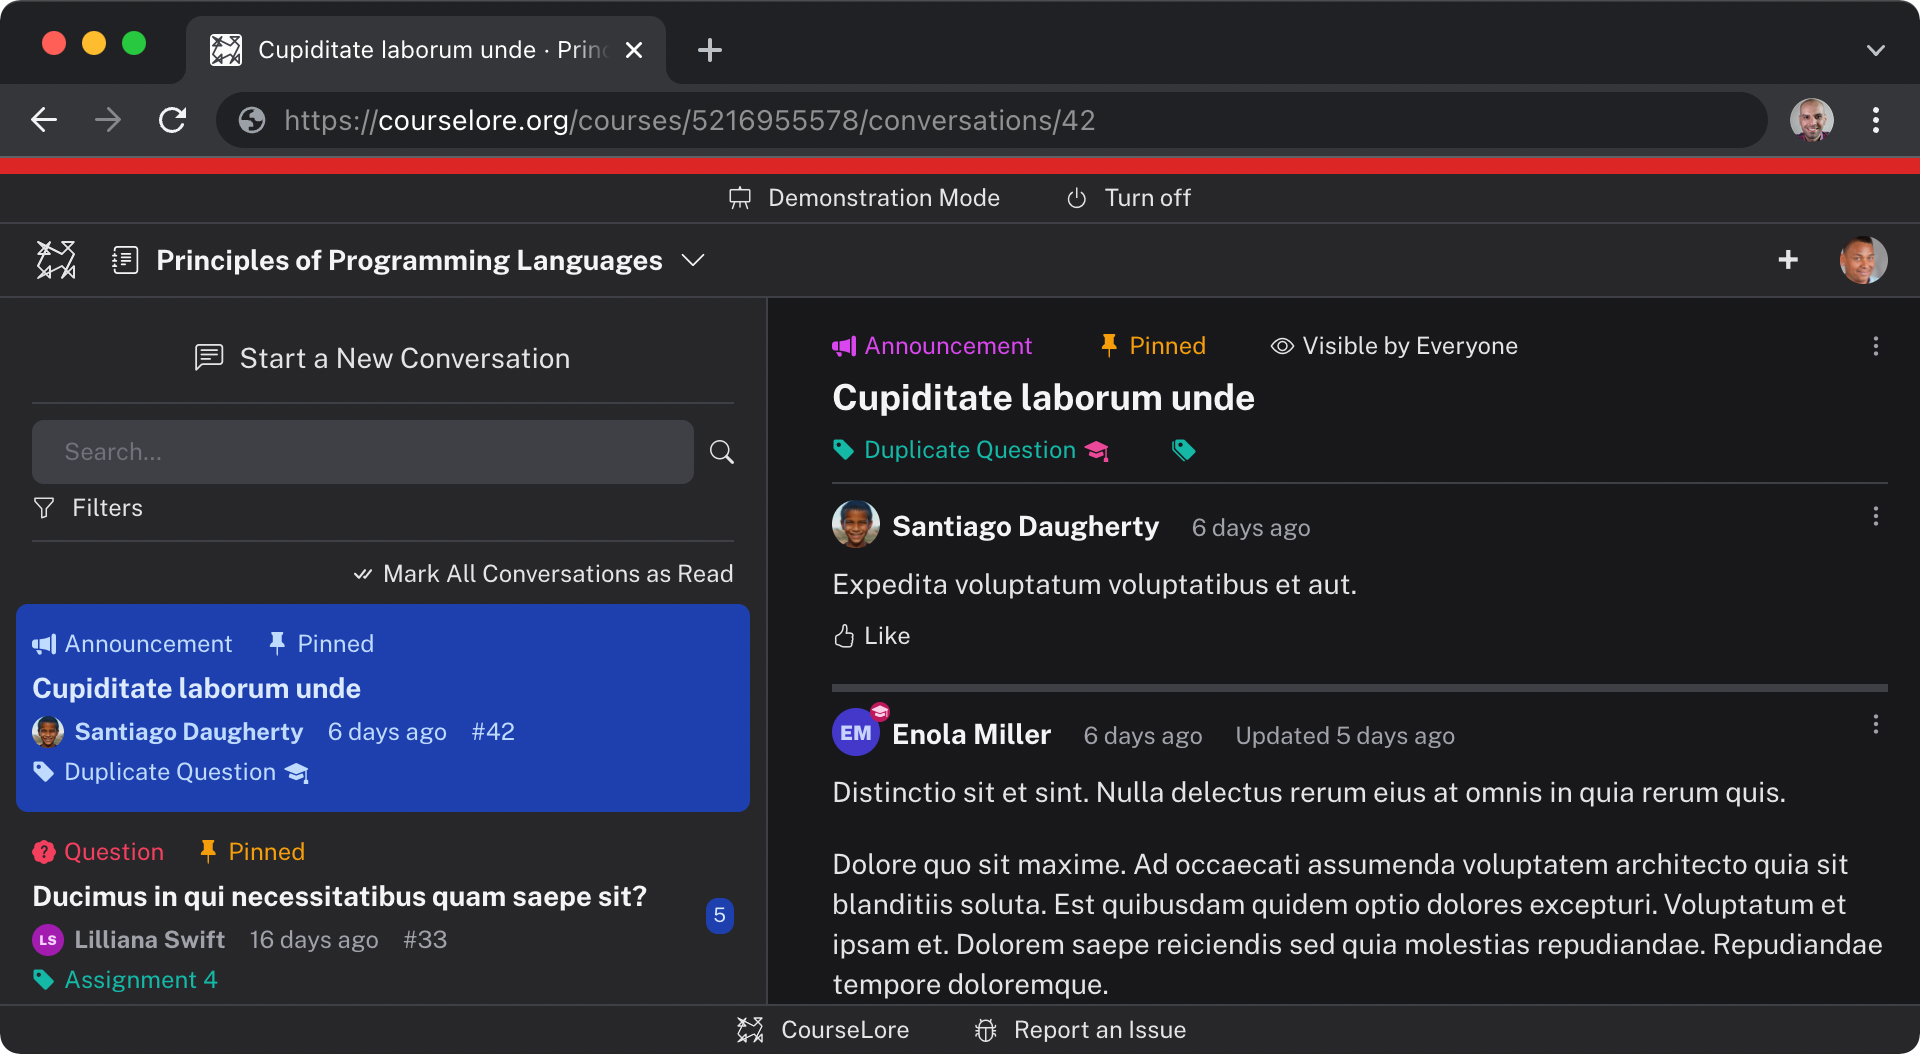 Cupiditate laborum unde · Princ
https://courselore.org/courses/5216955578/conversations/42
Demonstration Mode
Turn off
Principles of Programming Languages
Start a New Conversation
Search...
Filters
Mark All Conversations as Read
Announcement
Pinned
Cupiditate laborum unde
Santiago Daugherty 6 days ago #42
Duplicate Question
Question
Pinned
Ducimus in qui necessitatibus quam saepe sit?
5
LS Lilliana Swift 16 days ago #33
Assignment 4
Announcement
Pinned
Visible by Everyone
Cupiditate laborum unde
Duplicate Question
Santiago Daugherty 6 days ago
Expedita voluptatum voluptatibus et aut.
Like
EM Enola Miller 6 days ago Updated 5 days ago
Distinctio sit et sint. Nulla delectus rerum eius at omnis in quia rerum quis.
Dolore quo sit maxime. Ad occaecati assumenda voluptatem architecto quia sit
blanditiis soluta. Est quibusdam quidem optio dolores excepturi. Voluptatum et
ipsam et. Dolorem saepe reiciendis sed quia molestias repudiandae. Repudiandae
tempore doloremque.
CourseLore
Report an Issue